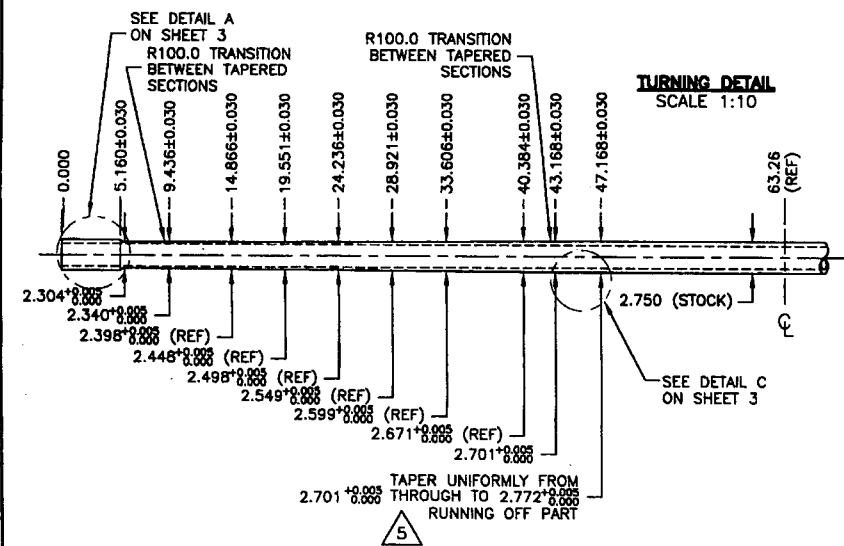 SEE DETAIL A
ON SHEET 3
R100.0 TRANSITION
BETWEEN TAPERED
SECTIONS
R100.0 TRANSITION
BETWEEN TAPERED
SECTIONS
TURNING DETAIL
SCALE 1:10
0.000
5.160±0.030
9.436±0.030
14.866±0.030
19.551±0.030
24.236±0.030
28.921±0.030
33.606±0.030
40.384±0.030
43.168±0.030
47.168±0.030
63.26
(REF)
2.304 +0.005 0.000
2.340 +0.005 0.000
2.398 +0.005 0.000 (REF)
2.448 +0.005 0.000 (REF)
2.498 +0.005 0.000 (REF)
2.549 +0.005 0.000 (REF)
2.599 +0.005 0.000 (REF)
2.671 +0.005 0.000 (REF)
2.701 +0.005 0.000
2.750 (STOCK)
℄
SEE DETAIL C
ON SHEET 3
TAPER UNIFORMLY FROM
2.701 +0.005 0.000 THROUGH TO 2.772 +0.005 0.000
RUNNING OFF PART
5